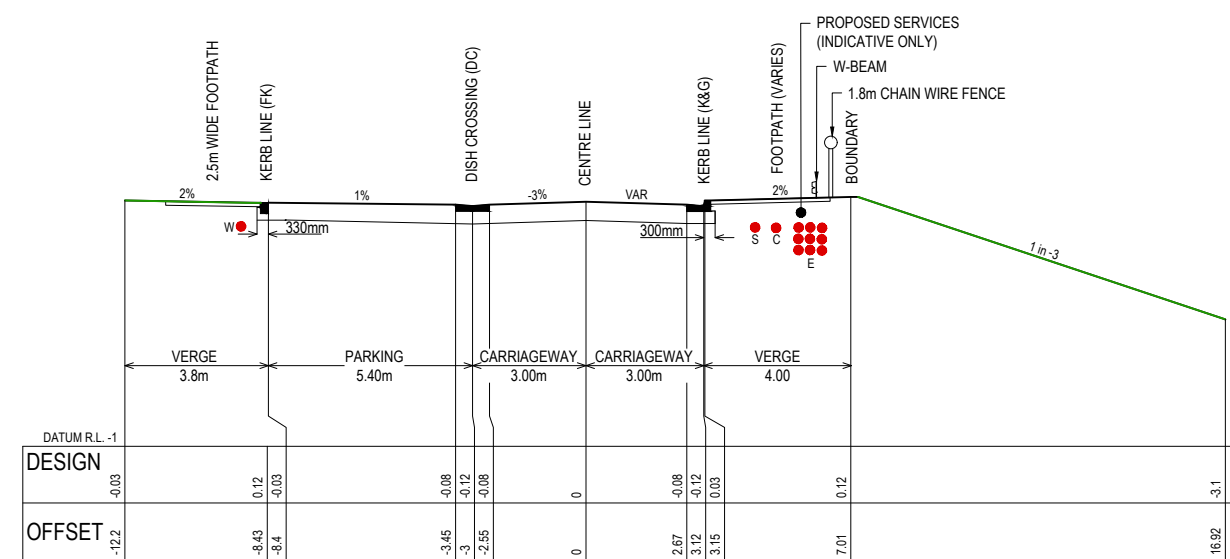 PROPOSED SERVICES
(INDICATIVE ONLY)
W-BEAM
1.8m CHAIN WIRE FENCE
2.5m WIDE FOOTPATH
KERB LINE (FK)
DISH CROSSING (DC)
CENTRE LINE
KERB LINE (K&G)
FOOTPATH (VARIES)
BOUNDARY
2%
1%
-3%
VAR
2%
W
330mm
300mm
S
C
E
1 in -3
VERGE
3.8m
PARKING
5.40m
CARRIAGEWAY
3.00m
CARRIAGEWAY
3.00m
VERGE
4.00
DATUM R.L. -1
DESIGN
-0.03
0.12
-0.03
-0.08
-0.12
-0.08
0
-0.08
-0.12
0.03
0.12
-3.1
OFFSET
-12.2
-8.43
-8.4
-3.45
-3
-2.55
0
2.67
3.12
3.15
7.01
16.92